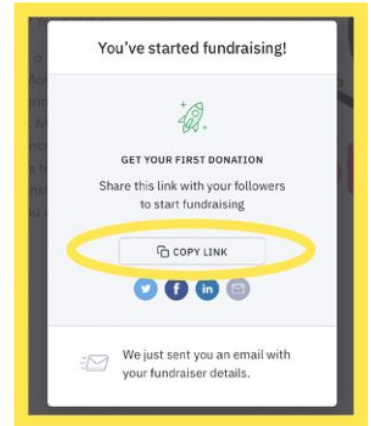 You've started fundraising!
GET YOUR FIRST DONATION
Share this link with your followers
to start fundraising
COPY LINK
We just sent you an email with
your fundraiser details.